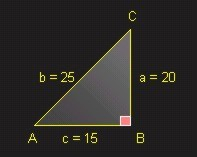 C
b = 25
a = 20
A
c = 15
B